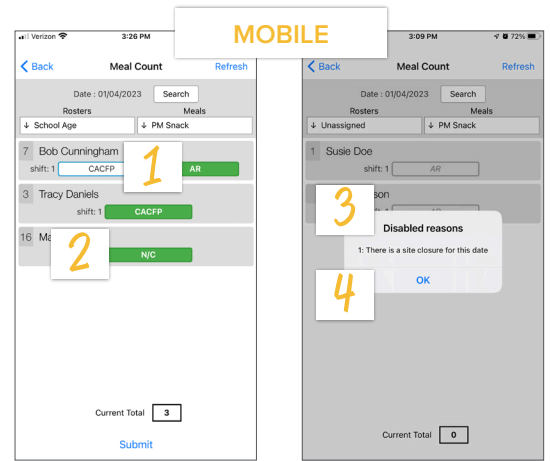 MOBILE
Verizon 3:26 PM
Back Meal Count Refresh
Date : 01/04/2023 Search
Rosters Meals
↓ School Age ↓ PM Snack
7 Bob Cunningham
shift: 1 CACFP AR
1
3 Tracy Daniels
shift: 1 CACFP
16
2
N/C
Current Total 3
Submit
3:09 PM 72%
Back Meal Count Refresh
Date : 01/04/2023 Search
Rosters Meals
↓ Unassigned ↓ PM Snack
1 Susie Doe
shift: 1 AR
3
Disabled reasons
1: There is a site closure for this date
4
OK
Current Total 0